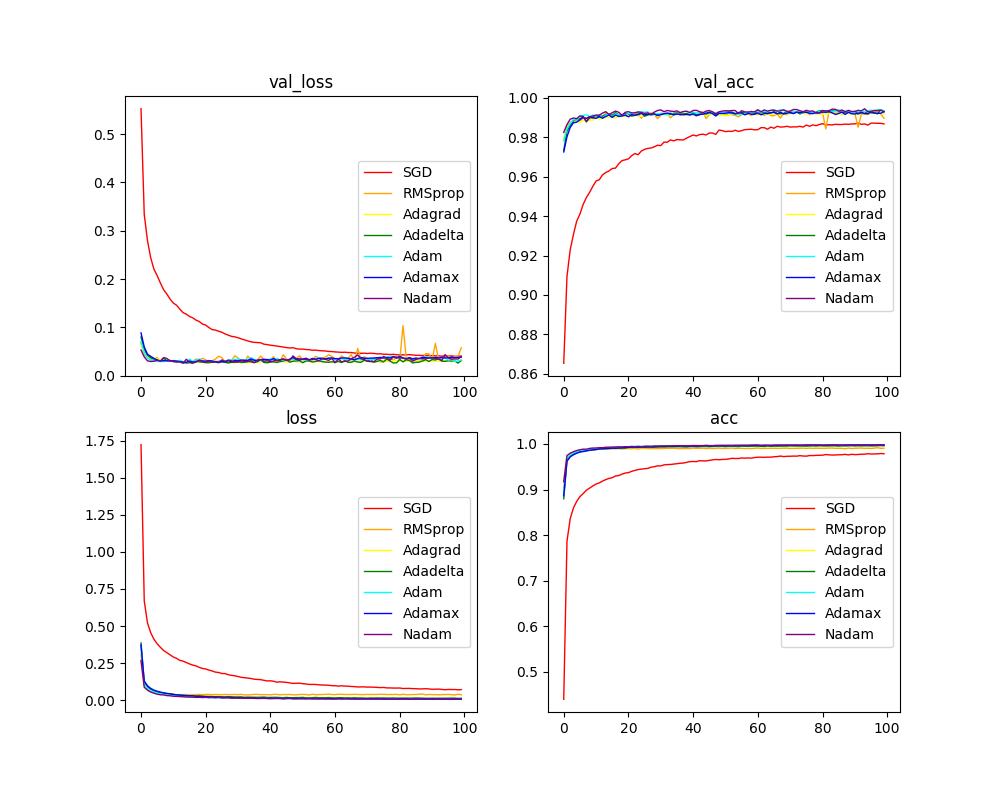 val_loss
0.5
0.4
0.3
0.2
0.1
0.0
0 20 40 60 80 100
SGD
RMSprop
Adagrad
Adadelta
Adam
Adamax
Nadam
val_acc
1.00
0.98
0.96
0.94
0.92
0.90
0.88
0.86
0 20 40 60 80 100
SGD
RMSprop
Adagrad
Adadelta
Adam
Adamax
Nadam
loss
1.75
1.50
1.25
1.00
0.75
0.50
0.25
0.00
0 20 40 60 80 100
SGD
RMSprop
Adagrad
Adadelta
Adam
Adamax
Nadam
acc
1.0
0.9
0.8
0.7
0.6
0.5
0 20 40 60 80 100
SGD
RMSprop
Adagrad
Adadelta
Adam
Adamax
Nadam